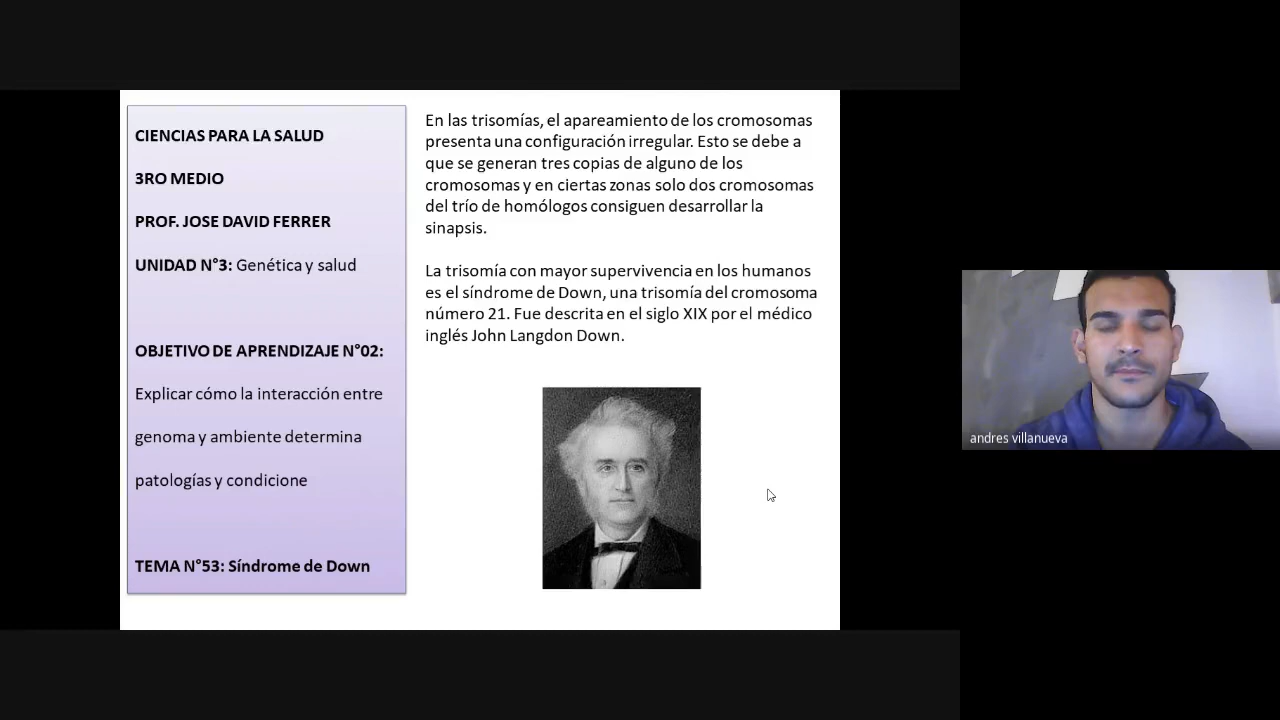 CIENCIAS PARA LA SALUD
3RO MEDIO
PROF. JOSE DAVID FERRER
UNIDAD N°3: Genética y salud
OBJETIVO DE APRENDIZAJE N°02:
Explicar cómo la interacción entre
genoma y ambiente determina
patologías y condicione
TEMA N°53: Síndrome de Down
En las trisomías, el apareamiento de los cromosomas
presenta una configuración irregular. Esto se debe a
que se generan tres copias de alguno de los
cromosomas y en ciertas zonas solo dos cromosomas
del trío de homólogos consiguen desarrollar la
sinapsis.
La trisomía con mayor supervivencia en los humanos
es el síndrome de Down, una trisomía del cromosoma
número 21. Fue descrita en el siglo XIX por el médico
inglés John Langdon Down.
andres villanueva